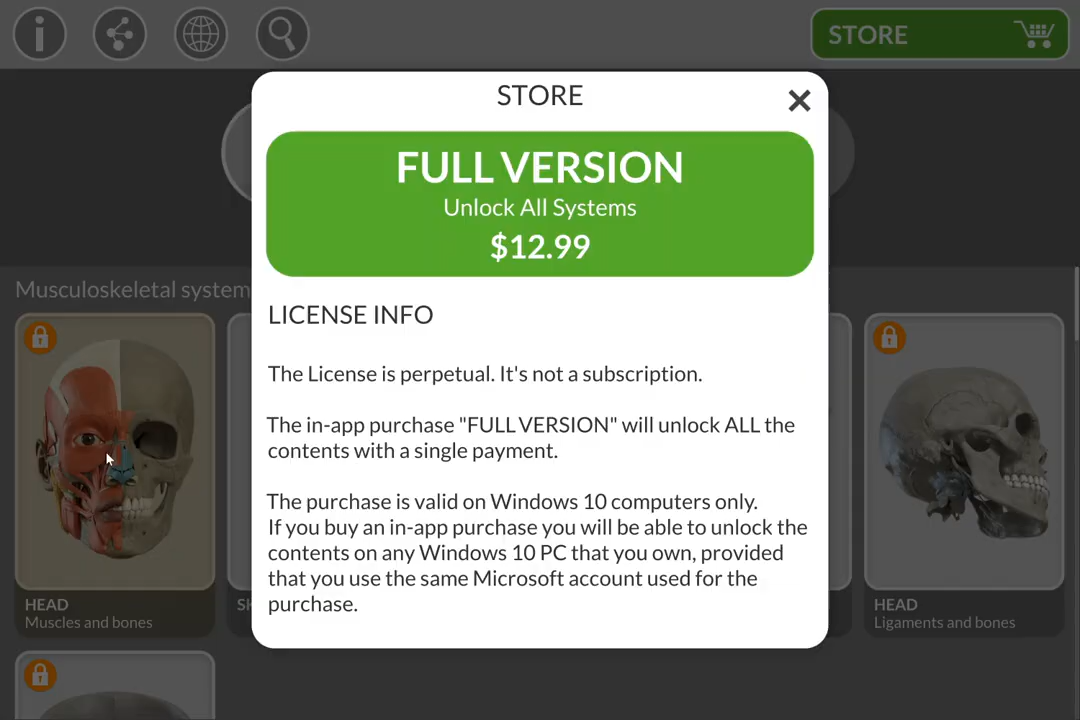 STORE
STORE
FULL VERSION
Unlock All Systems
$12.99
LICENSE INFO
The License is perpetual. It's not a subscription.
The in-app purchase "FULL VERSION" will unlock ALL the
contents with a single payment.
The purchase is valid on Windows 10 computers only.
If you buy an in-app purchase you will be able to unlock the
contents on any Windows 10 PC that you own, provided
that you use the same Microsoft account used for the
purchase.
Musculoskeletal system
HEAD
Muscles and bones
HEAD
Ligaments and bones